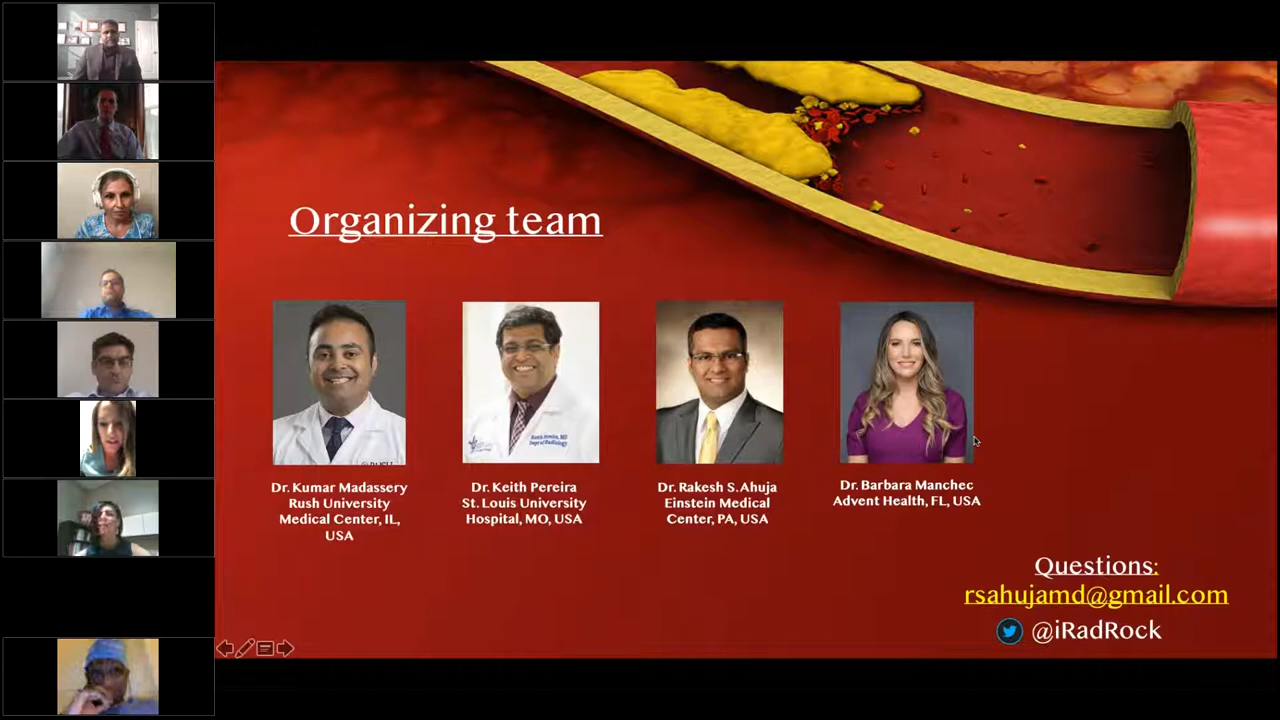 Organizing team
Dr. Kumar Madassery
Rush University
Medical Center, IL,
USA
Dr. Keith Pereira
St. Louis University
Hospital, MO, USA
Dr. Rakesh S. Ahuja
Einstein Medical
Center, PA, USA
Dr. Barbara Manchec
Advent Health, FL, USA
Questions:
rsahujamd@gmail.com
@iRadRock